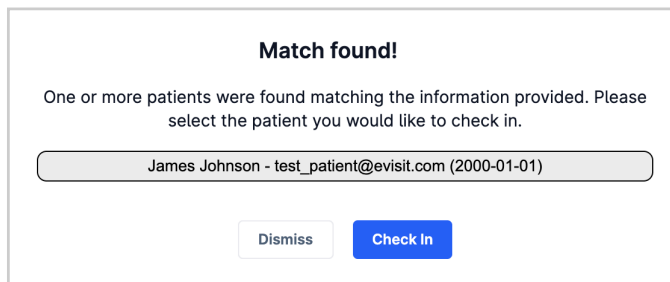 Match found!
One or more patients were found matching the information provided. Please
select the patient you would like to check in.
James Johnson - test_patient@evisit.com (2000-01-01)
Dismiss
Check In